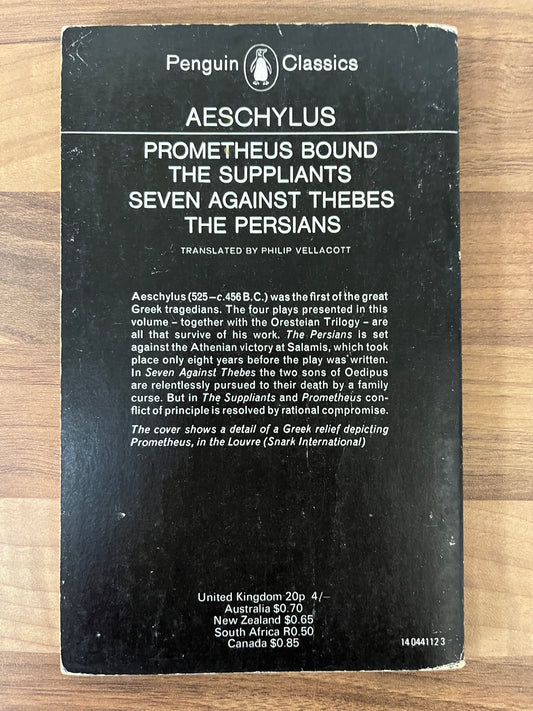 Penguin Classics
AESCHYLUS
PROMETHEUS BOUND
THE SUPPLIANTS
SEVEN AGAINST THEBES
THE PERSIANS
TRANSLATED BY PHILIP VELLACOTT
Aeschylus (525–c.456 B.C.) was the first of the great
Greek tragedians. The four plays presented in this
volume – together with the Oresteian Trilogy – are
all that survive of his work. The Persians is set
against the Athenian victory at Salamis, which took
place only eight years before the play was written.
In Seven Against Thebes the two sons of Oedipus
are relentlessly pursued to their death by a family
curse. But in The Suppliants and Prometheus con-
flict of principle is resolved by rational compromise.
The cover shows a detail of a Greek relief depicting
Prometheus, in the Louvre (Snark International)
United Kingdom 20p 4/–
Australia $0.70
New Zealand $0.65
South Africa R0.50
Canada $0.85
14 044112 3